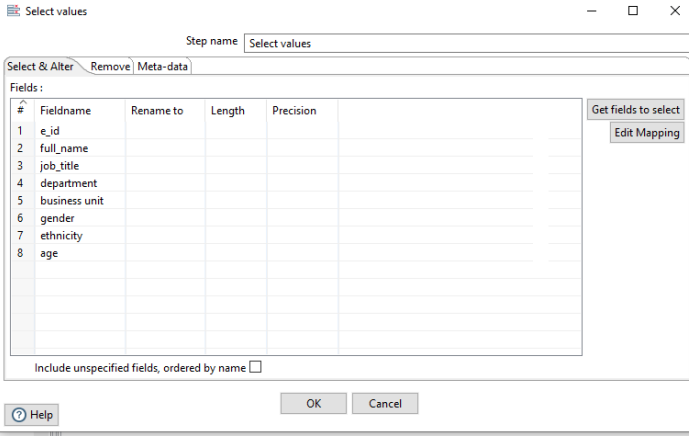 Select values
Step name Select values
Select & Alter Remove Meta-data
Fields :
# Fieldname Rename to Length Precision
Get fields to select
1 e_id
Edit Mapping
2 full_name
3 job_title
4 department
5 business unit
6 gender
7 ethnicity
8 age
Include unspecified fields, ordered by name
OK Cancel
Help